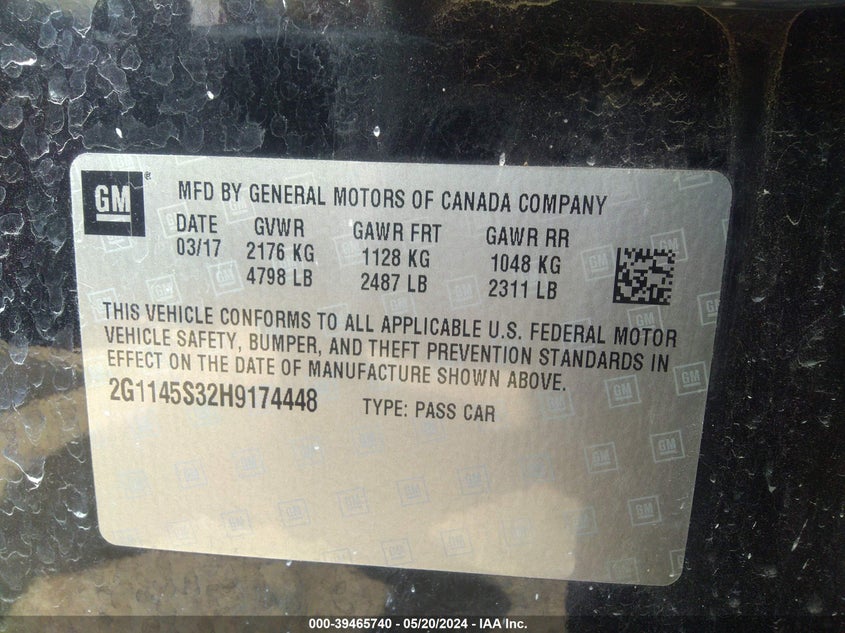 GM ®
MFD BY GENERAL MOTORS OF CANADA COMPANY
DATE GVWR GAWR FRT GAWR RR
03/17 2176 KG 1128 KG 1048 KG
4798 LB 2487 LB 2311 LB
THIS VEHICLE CONFORMS TO ALL APPLICABLE U.S. FEDERAL MOTOR
VEHICLE SAFETY, BUMPER, AND THEFT PREVENTION STANDARDS IN
EFFECT ON THE DATE OF MANUFACTURE SHOWN ABOVE.
2G1145S32H9174448 TYPE: PASS CAR
000-39465740 - 05/20/2024 - IAA Inc.